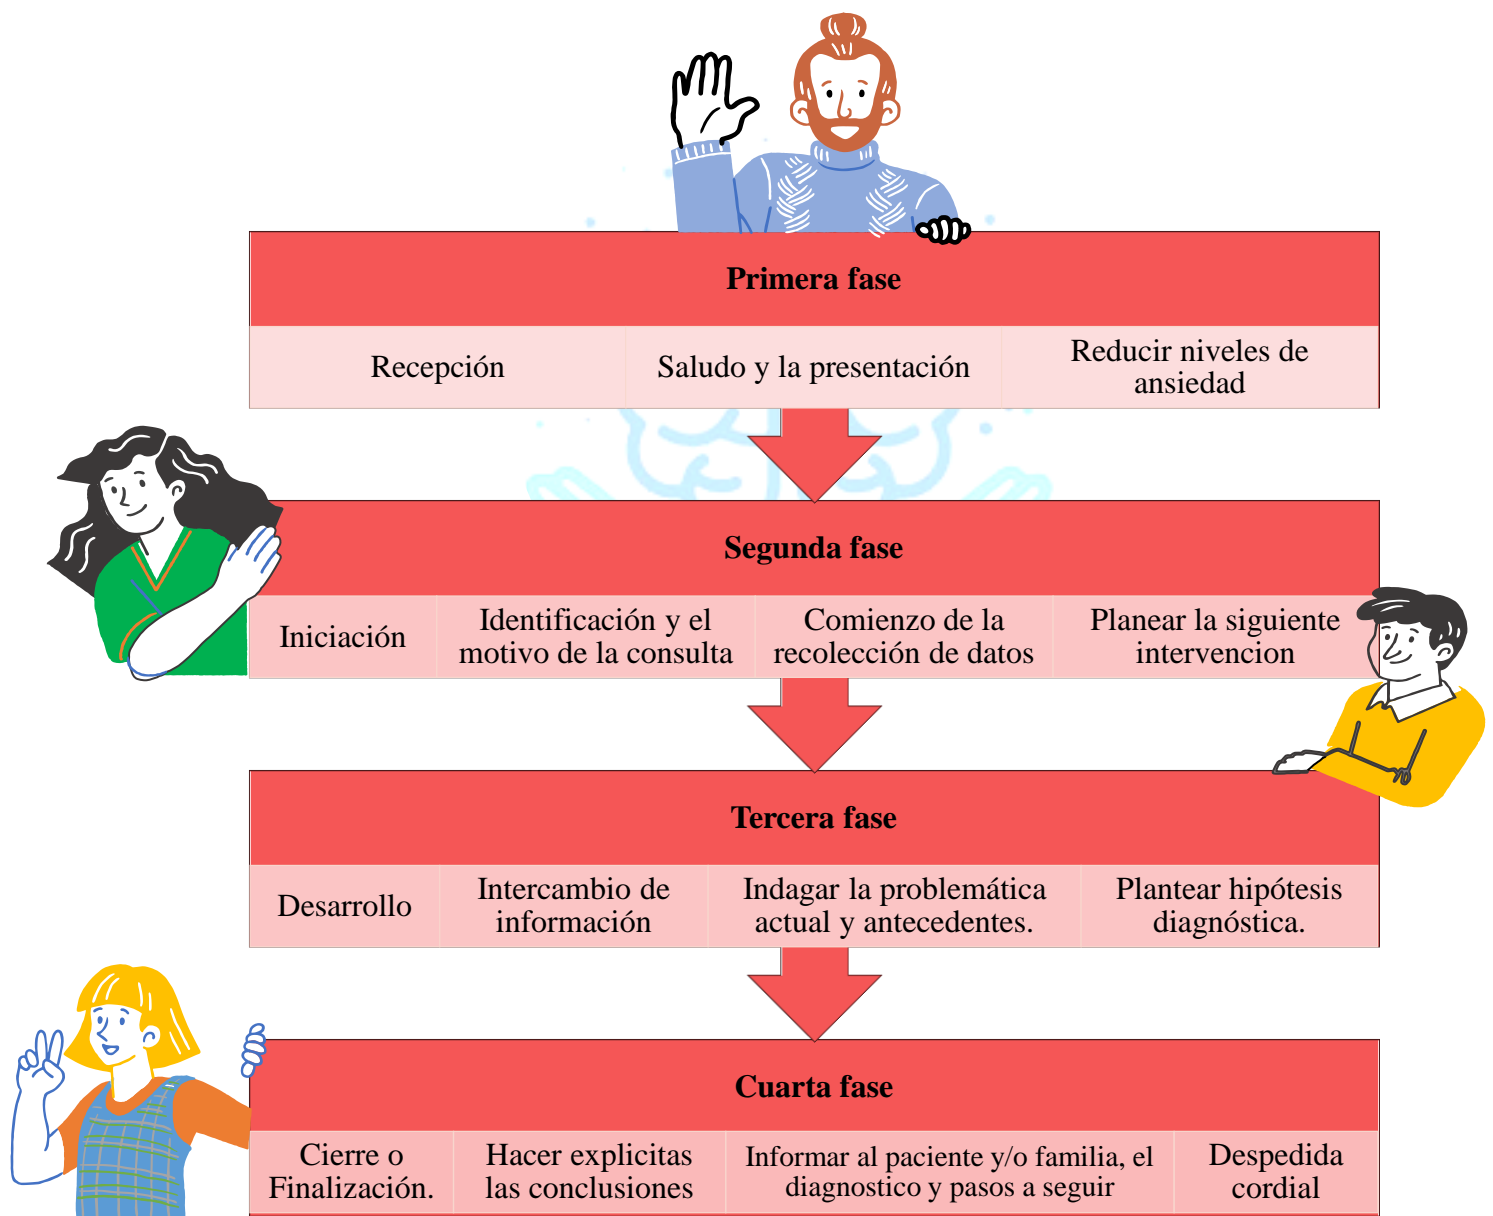 Primera fase
Recepción
Saludo y la presentación
Reducir niveles de
ansiedad
Segunda fase
Iniciación
Identificación y el
motivo de la consulta
Comienzo de la
recolección de datos
Planear la siguiente
intervencion
Tercera fase
Desarrollo
Intercambio de
información
Indagar la problemática
actual y antecedentes.
Plantear hipótesis
diagnóstica.
Cuarta fase
Cierre o
Finalización.
Hacer explicitas
las conclusiones
Informar al paciente y/o familia, el
diagnostico y pasos a seguir
Despedida
cordial